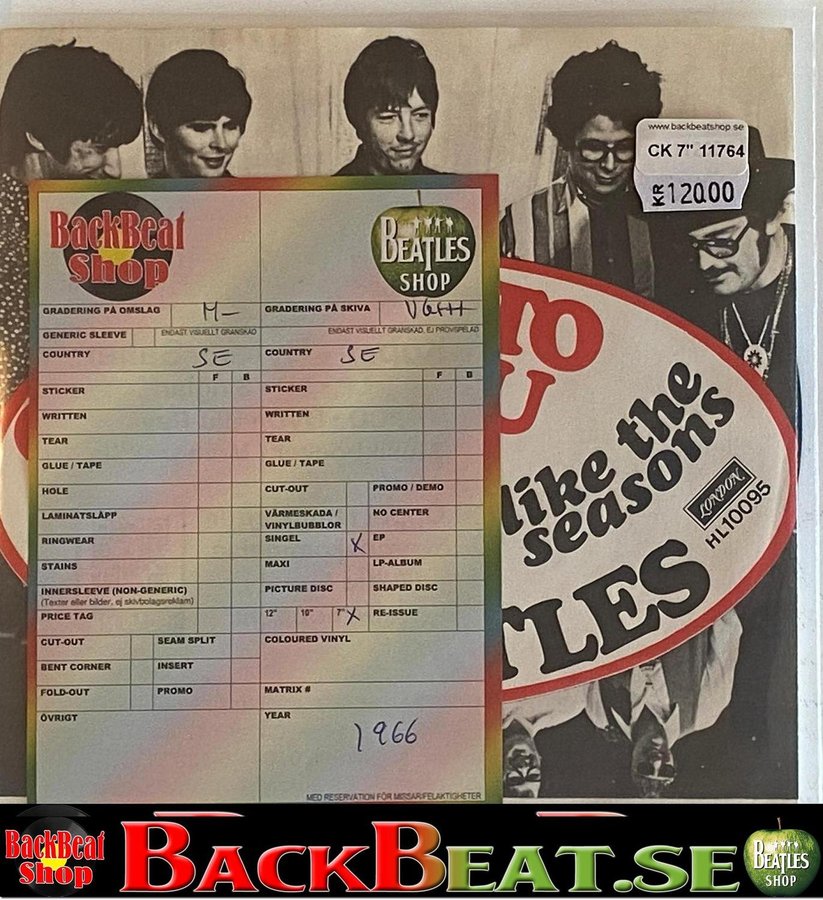 www.backbeatshop.se
CK 7" 11764
KR 12000
TO
U
like the
seasons
LONDON
HL10095
TLES
BackBeat
Shop
BEATLES
SHOP
GRADERING PÅ OMSLAG M- GRADERING PÅ SKIVA VG++
GENERIC SLEEVE ENDAST VISUELLT GRANSKAD ENDAST VISUELLT GRANSKAD, EJ PROVSPELAD
COUNTRY SE COUNTRY SE
F B F B
STICKER STICKER
WRITTEN WRITTEN
TEAR TEAR
GLUE / TAPE GLUE / TAPE
HOLE CUT-OUT PROMO / DEMO
LAMINATSLÄPP VÄRMESKADA / NO CENTER
VINYLBUBBLOR
RINGWEAR SINGEL X EP
STAINS MAXI LP-ALBUM
INNERSLEEVE (NON-GENERIC) PICTURE DISC SHAPED DISC
(Texter eller bilder, ej skivbolagsreklam)
PRICE TAG 12" 10" 7" X RE-ISSUE
CUT-OUT SEAM SPLIT COLOURED VINYL
BENT CORNER INSERT
FOLD-OUT PROMO MATRIX #
ÖVRIGT YEAR
1966
MED RESERVATION FÖR MISSAR/FELAKTIGHETER
BackBeat
Shop
BACKBEAT.SE
BEATLES
SHOP